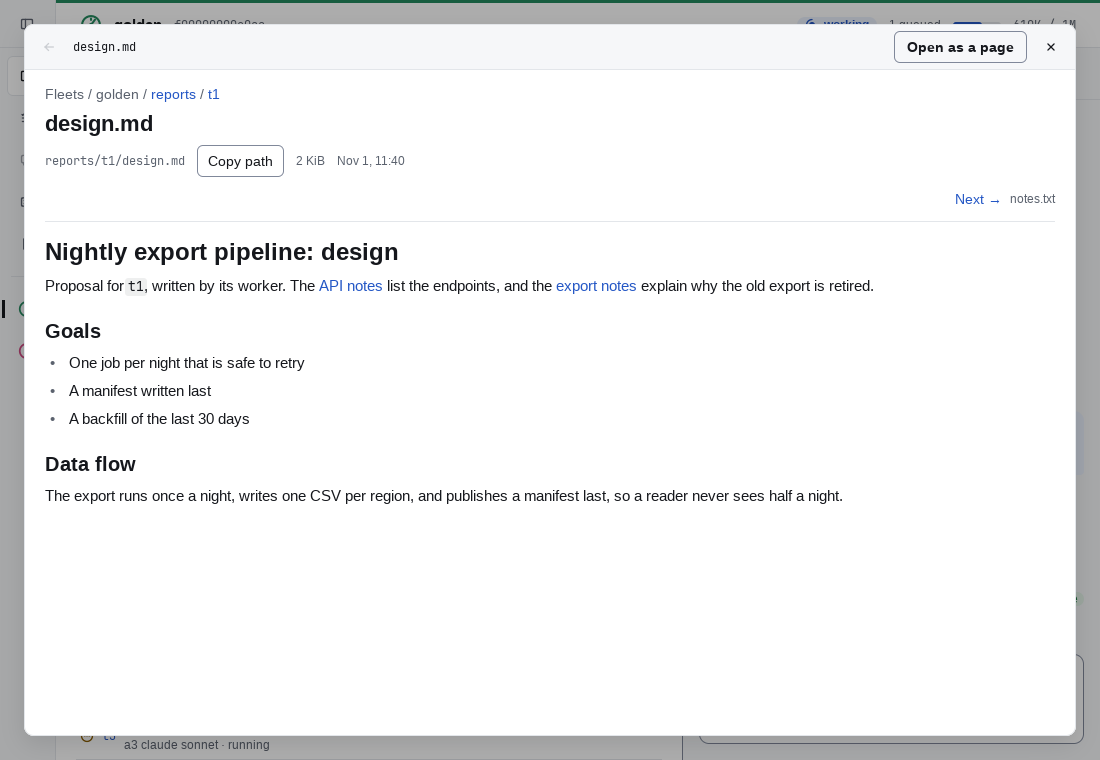 design.md
Open as a page
Fleets / golden / reports / t1
design.md
reports/t1/design.md Copy path 2 KiB Nov 1, 11:40
Next → notes.txt
Nightly export pipeline: design
Proposal for t1, written by its worker. The API notes list the endpoints, and the export notes explain why the old export is retired.
Goals
• One job per night that is safe to retry
• A manifest written last
• A backfill of the last 30 days
Data flow
The export runs once a night, writes one CSV per region, and publishes a manifest last, so a reader never sees half a night.
a3 claude sonnet · running